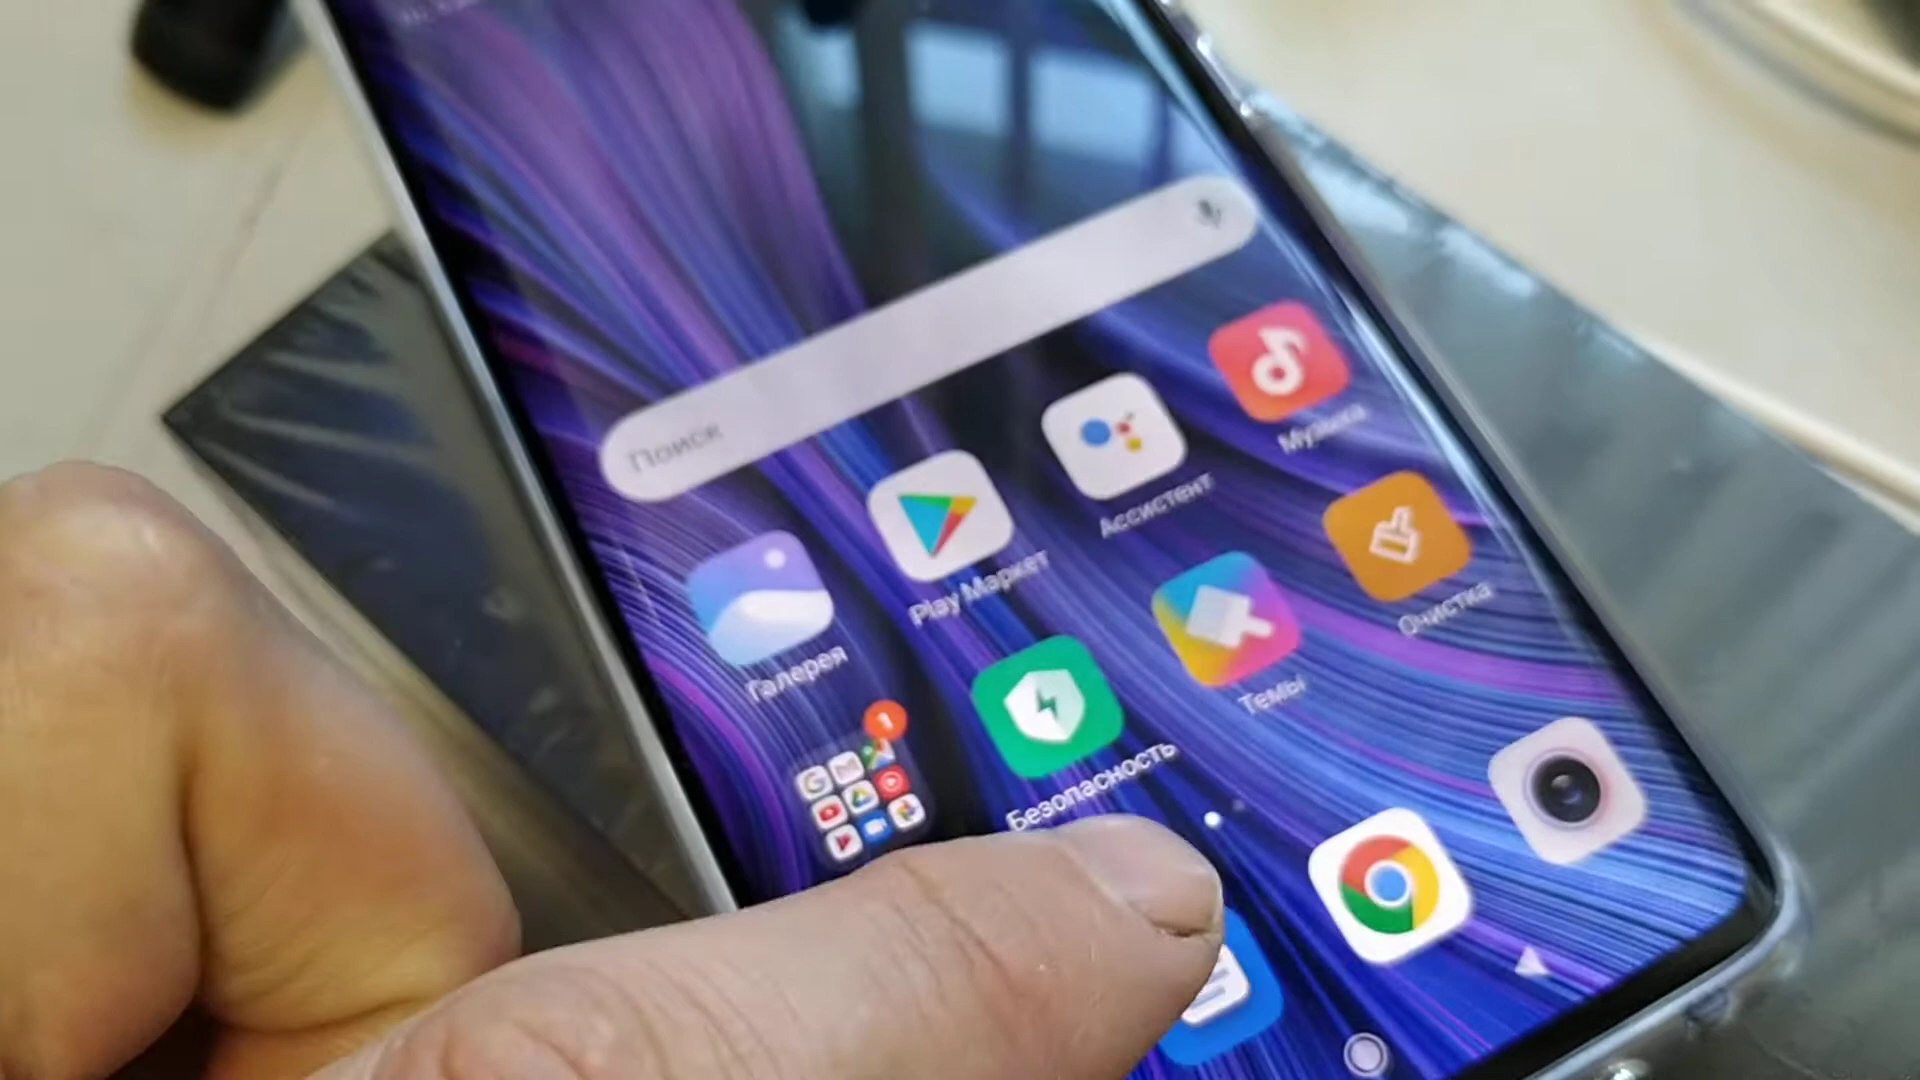 Поиск
Музыка
Ассистент
Play Маркет
Галерея
Очистка
Темы
Безопасность
1